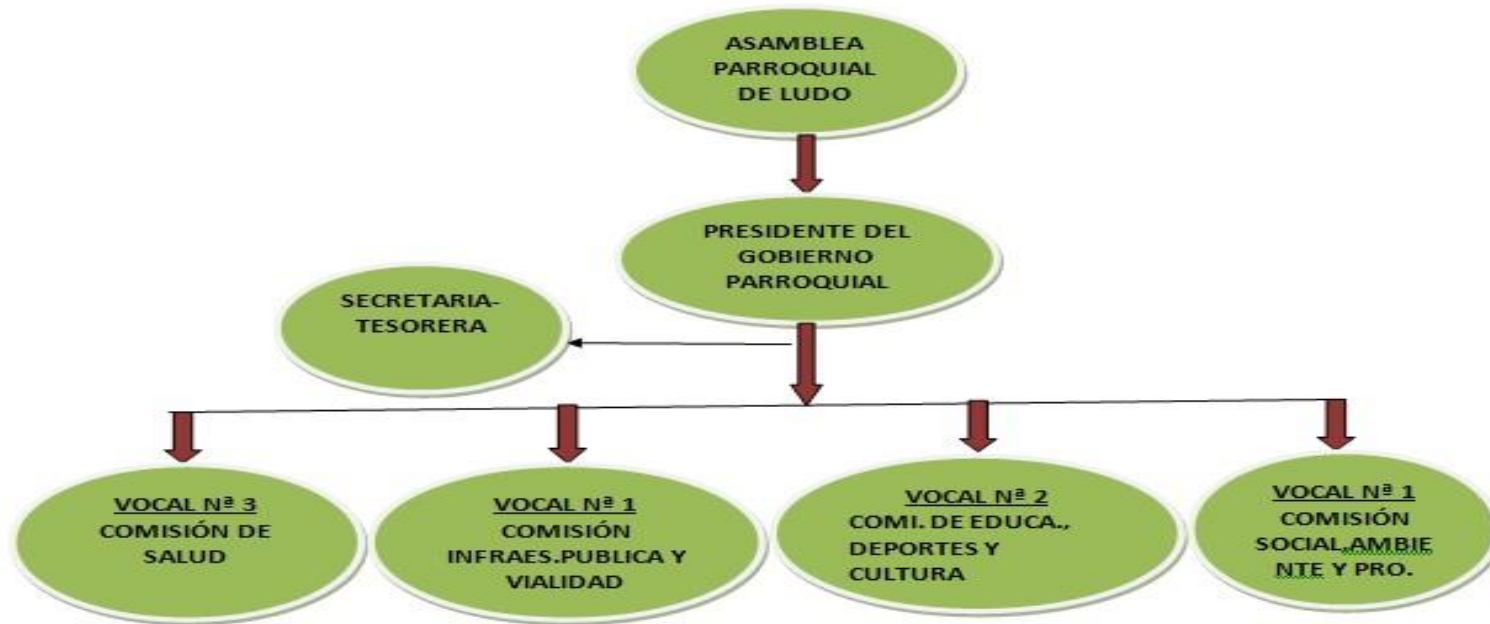 ASAMBLEA
PARROQUIAL
DE LUDO
PRESIDENTE DEL
GOBIERNO
PARROQUIAL
SECRETARIA-
TESORERA
VOCAL Nª 3
COMISIÓN DE
SALUD
VOCAL Nª 1
COMISIÓN
INFRAES.PUBLICA Y
VIALIDAD
VOCAL Nª 2
COMI. DE EDUCA.,
DEPORTES Y
CULTURA
VOCAL Nª 1
COMISIÓN
SOCIAL,AMBIE
NTE Y PRO.